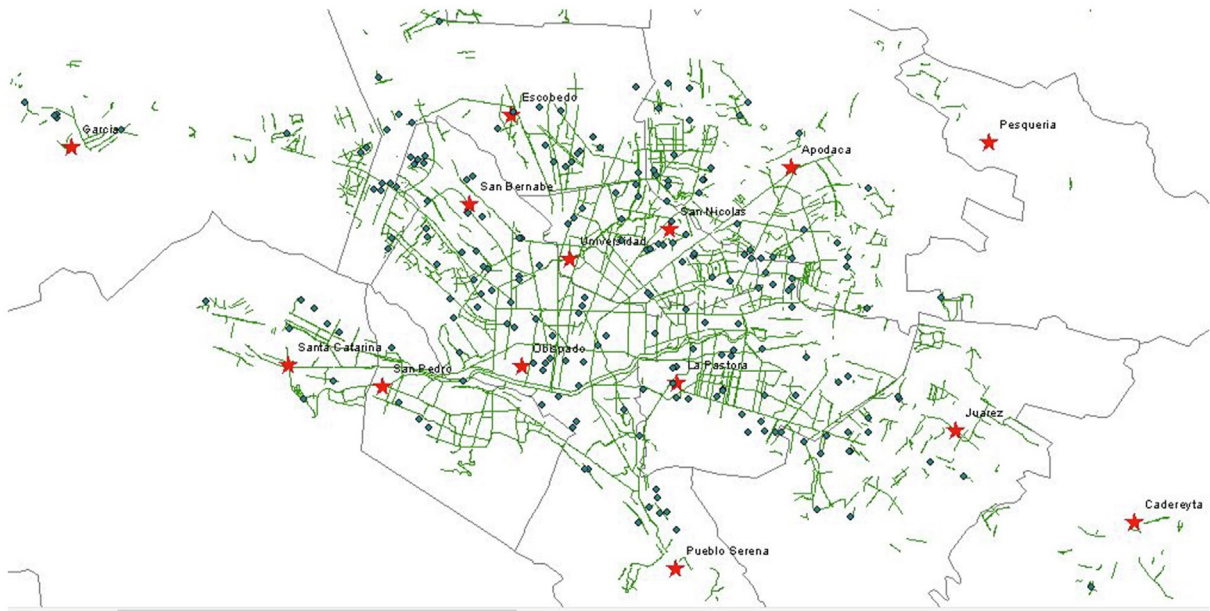 Escobedo
Garcia
Pesqueria
Apodaca
San Bernabe
San Nicolas
Universidad
Santa Catarina
Obispado
San Pedro
La Pastora
Juarez
Cadereyta
Pueblo Serena